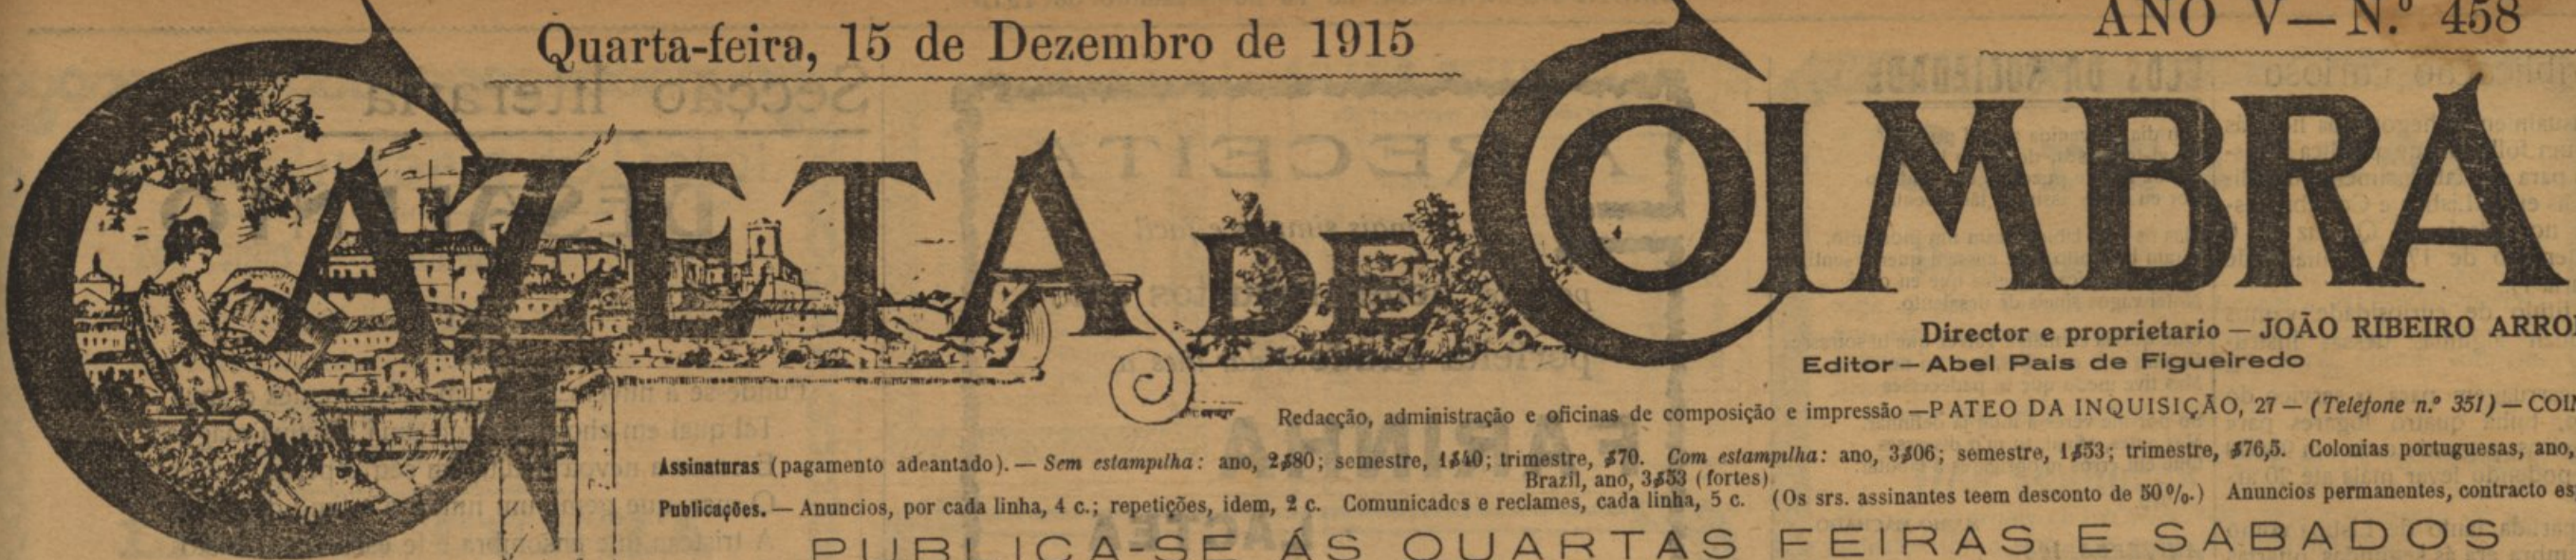 Quarta-feira, 15 de Dezembro de 1915
ANO V — N.º 458
GAZETA DE COIMBRA
Director e proprietario — JOÃO RIBEIRO
Editor — Abel Pais de Figueiredo
Redacção, administração e oficinas de composição e impressão — PATEO DA INQUISIÇÃO, 27 — (Telefone n.º 351) —
Assinaturas (pagamento adeantado). — Sem estampilha: ano, 2$80; semestre, 1$40; trimestre, $70. Com estampilha: ano, 3$06; semestre, 1$53; trimestre, $76,5. Colonias portuguesas, ano,
Brazil, ano, 3$53 (fortes)
Publicações. — Anuncios, por cada linha, 4 c.; repetições, idem, 2 c. Comunicados e reclames, cada linha, 5 c. (Os srs. assinantes teem desconto de 50%.) Anuncios permanentes, contracto
PUBLICA-SE ÁS QUARTAS FEIRAS E SABADOS